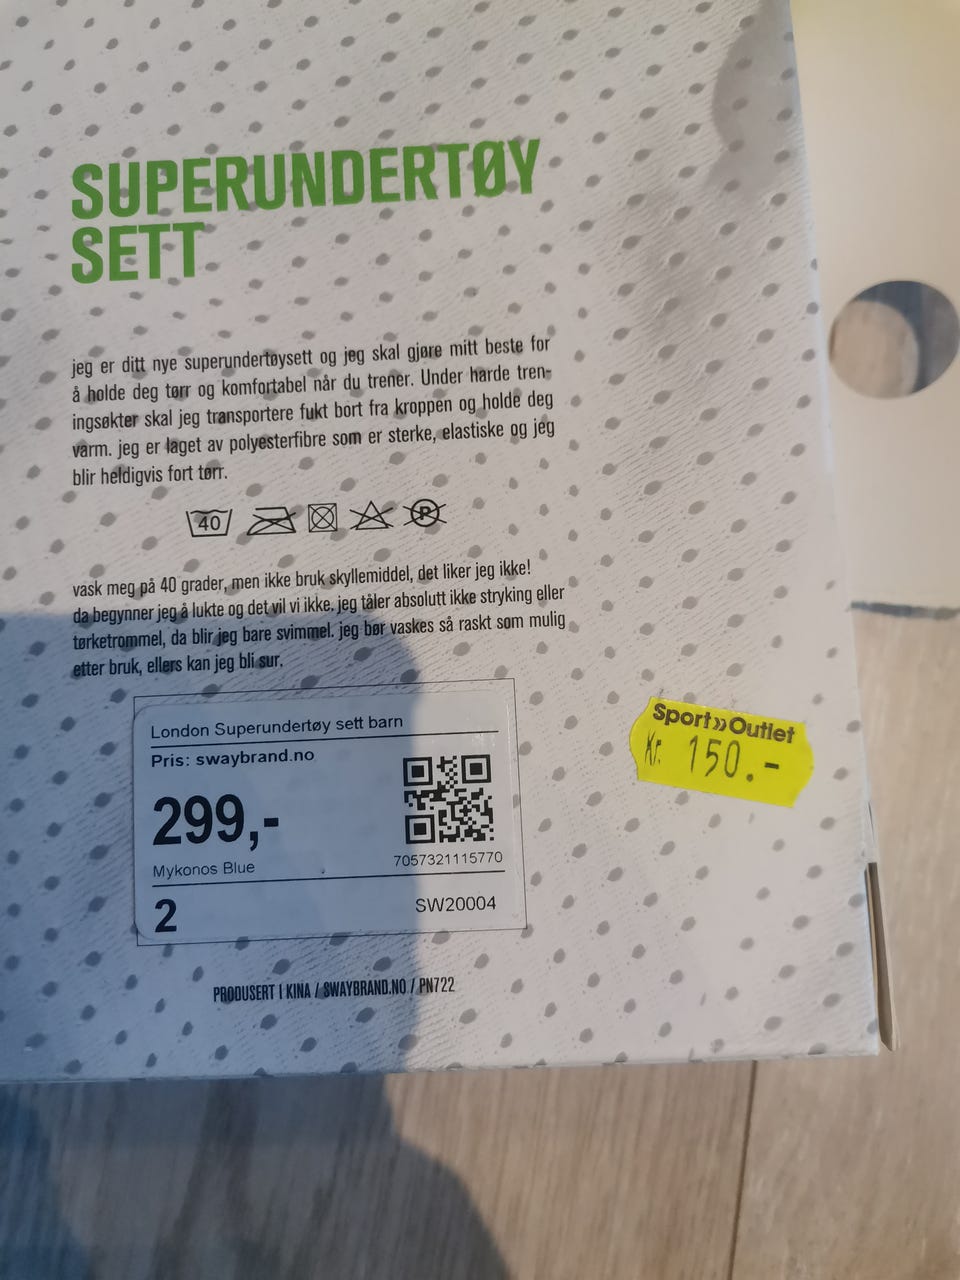 SUPERUNDERTØY
SETT
jeg er ditt nye superundertøysett og jeg skal gjøre mitt beste for
å holde deg tørr og komfortabel når du trener. Under harde tren-
ingsøkter skal jeg transportere fukt bort fra kroppen og holde deg
varm. jeg er laget av polyesterfibre som er sterke, elastiske og jeg
blir heldigvis fort tørr.
40 P
vask meg på 40 grader, men ikke bruk skyllemiddel, det liker jeg ikke!
da begynner jeg å lukte og det vil vi ikke. jeg tåler absolutt ikke stryking eller
tørketrommel, da blir jeg bare svimmel. jeg bør vaskes så raskt som mulig
etter bruk, ellers kan jeg bli sur.
London Superundertøy sett barn
Pris: swaybrand.no
299,-
Mykonos Blue
7057321115770
2
SW20004
Sport»Outlet
Kr. 150.-
PRODUSERT I KINA / SWAYBRAND.NO / PN722